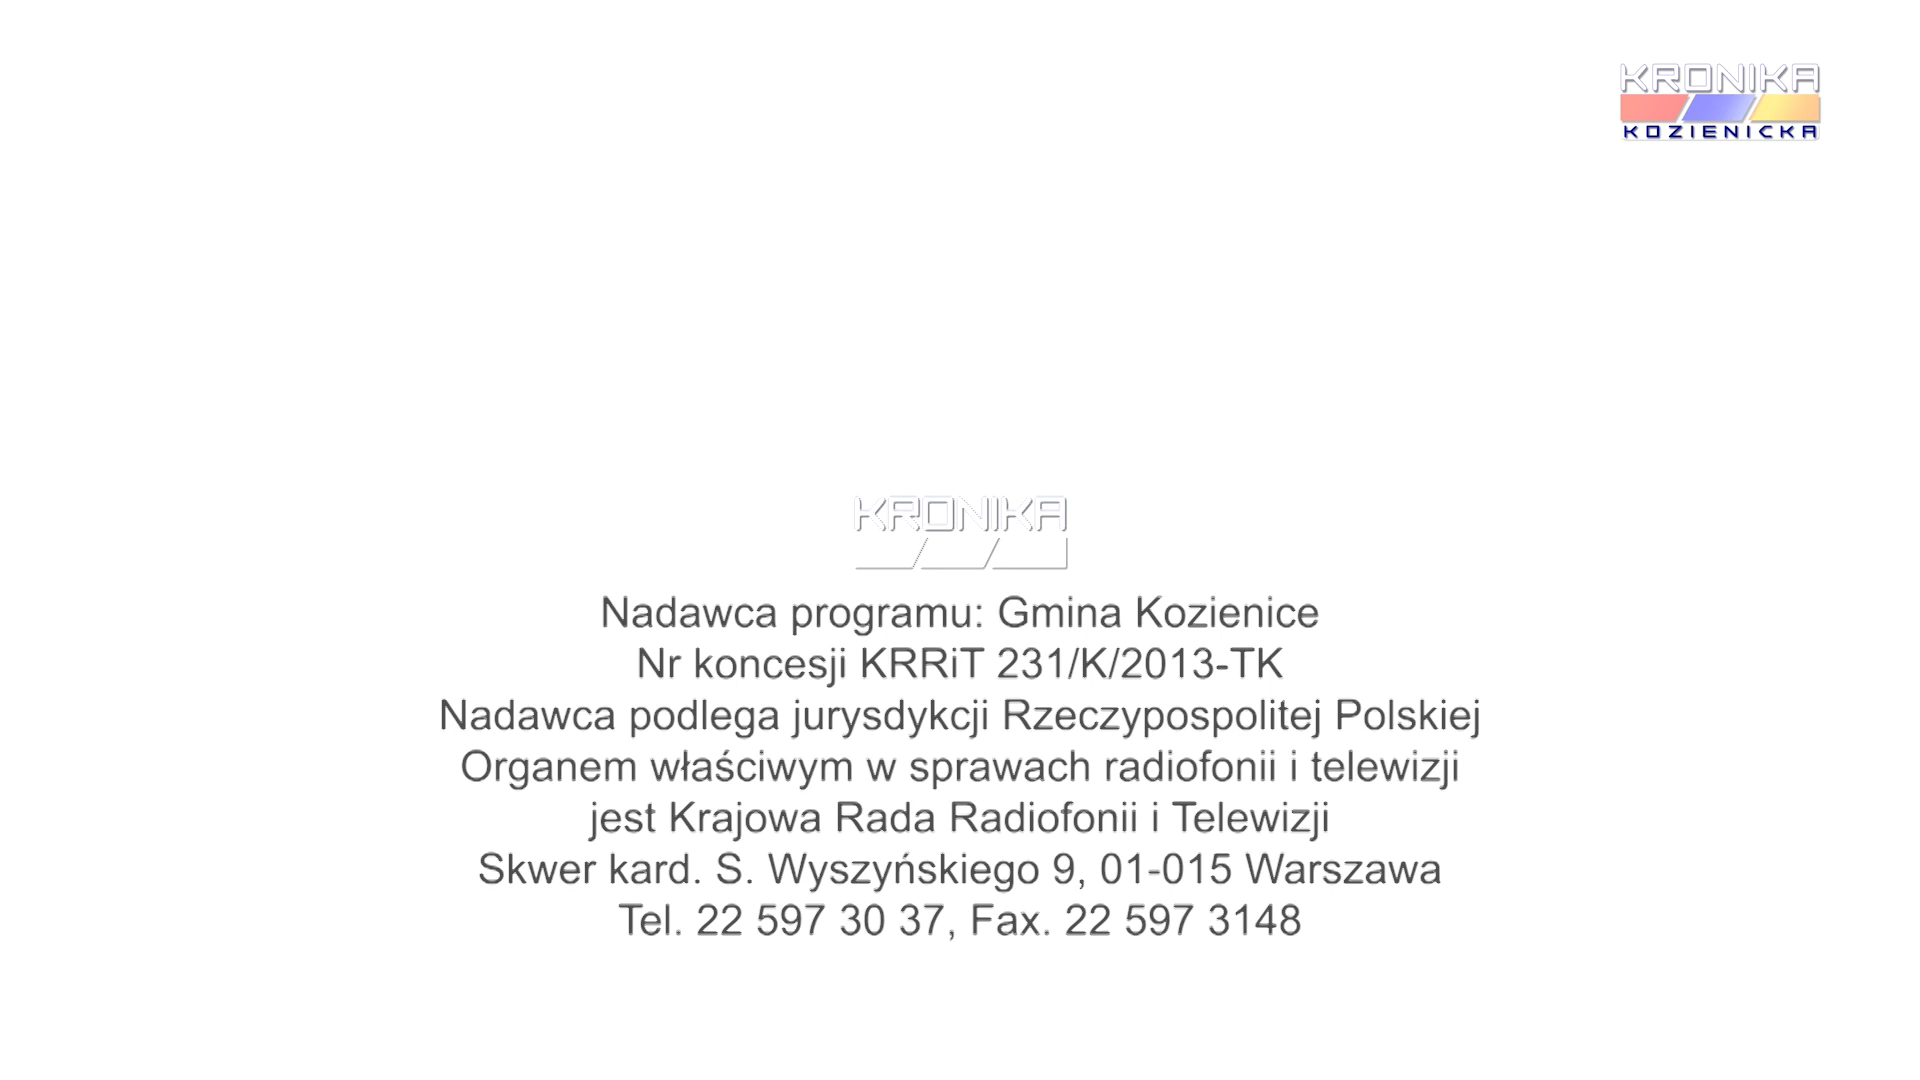 KRONIKA
KOZIENICKA
KRONIKA
Nadawca programu: Gmina Kozienice
Nr koncesji KRRiT 231/K/2013-TK
Nadawca podlega jurysdykcji Rzeczypospolitej Polskiej
Organem właściwym w sprawach radiofonii i telewizji
jest Krajowa Rada Radiofonii i Telewizji
Skwer kard. S. Wyszyńskiego 9, 01-015 Warszawa
Tel. 22 597 30 37, Fax. 22 597 3148